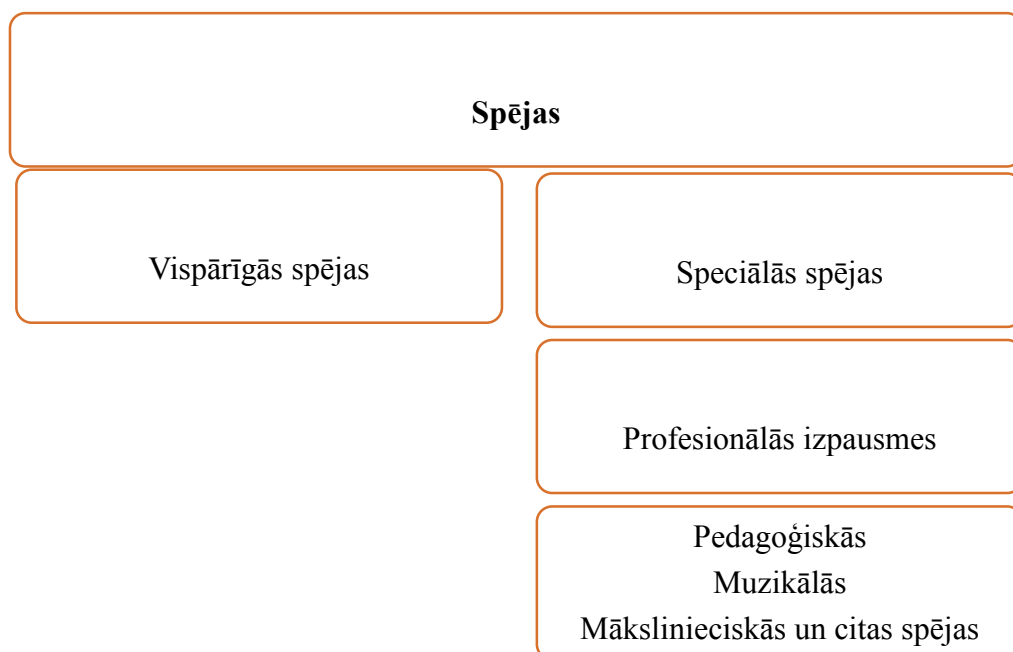 Spējas
Vispārīgās spējas
Speciālās spējas
Profesionālās izpausmes
Pedagoģiskās
Muzikālās
Mākslinieciskās un citas spējas